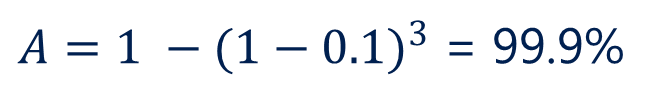 A = 1 − (1 − 0.1)³ = 99.9%